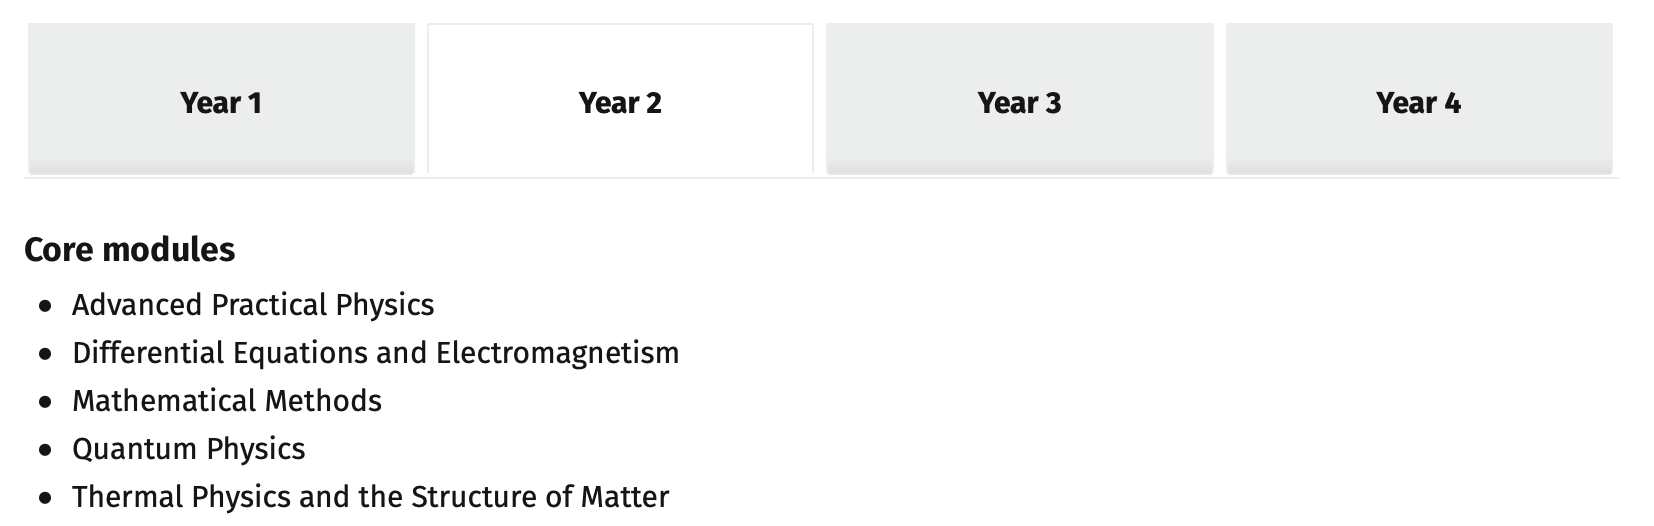 Year 1
Year 2
Year 3
Year 4
Core modules
• Advanced Practical Physics
• Differential Equations and Electromagnetism
• Mathematical Methods
• Quantum Physics
• Thermal Physics and the Structure of Matter